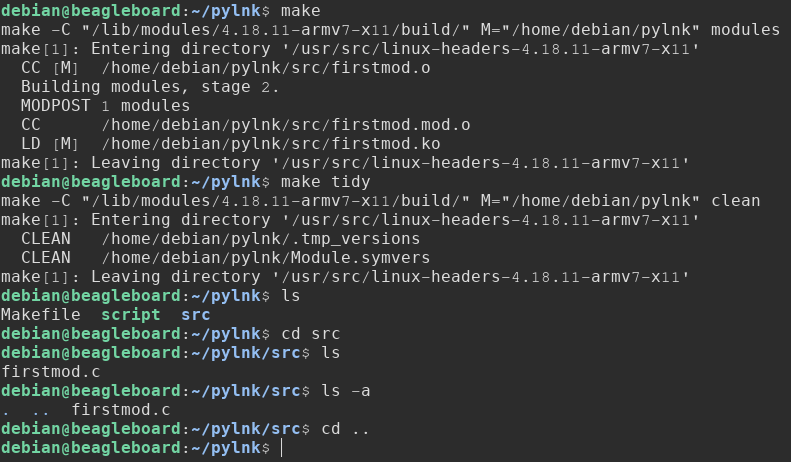 debian@beagleboard:~/pylnk$ make
make -C "/lib/modules/4.18.11-armv7-x11/build/" M="/home/debian/pylnk" modules
make[1]: Entering directory '/usr/src/linux-headers-4.18.11-armv7-x11'
  CC [M]  /home/debian/pylnk/src/firstmod.o
  Building modules, stage 2.
  MODPOST 1 modules
  CC      /home/debian/pylnk/src/firstmod.mod.o
  LD [M]  /home/debian/pylnk/src/firstmod.ko
make[1]: Leaving directory '/usr/src/linux-headers-4.18.11-armv7-x11'
debian@beagleboard:~/pylnk$ make tidy
make -C "/lib/modules/4.18.11-armv7-x11/build/" M="/home/debian/pylnk" clean
make[1]: Entering directory '/usr/src/linux-headers-4.18.11-armv7-x11'
  CLEAN   /home/debian/pylnk/.tmp_versions
  CLEAN   /home/debian/pylnk/Module.symvers
make[1]: Leaving directory '/usr/src/linux-headers-4.18.11-armv7-x11'
debian@beagleboard:~/pylnk$ ls
Makefile  script  src
debian@beagleboard:~/pylnk$ cd src
debian@beagleboard:~/pylnk/src$ ls
firstmod.c
debian@beagleboard:~/pylnk/src$ ls -a
.  ..  firstmod.c
debian@beagleboard:~/pylnk/src$ cd ..
debian@beagleboard:~/pylnk$